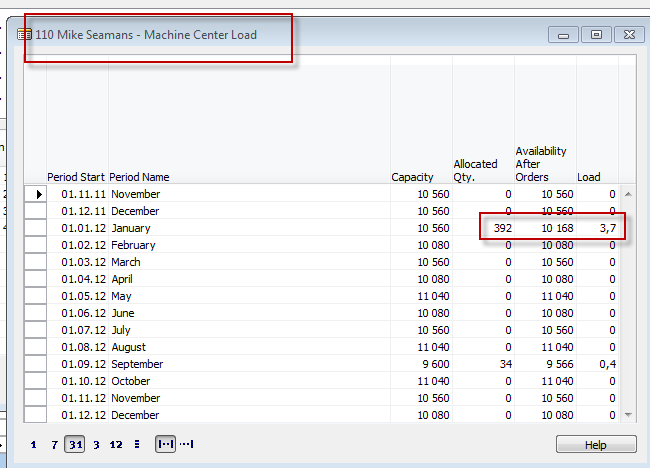 110 Mike Seamans - Machine Center Load
Period Start Period Name Capacity Allocated Qty. Availability After Orders Load
01.11.11 November 10 560 0 10 560 0
01.12.11 December 10 560 0 10 560 0
01.01.12 January 10 560 392 10 168 3,7
01.02.12 February 10 080 0 10 080 0
01.03.12 March 10 560 0 10 560 0
01.04.12 April 10 080 0 10 080 0
01.05.12 May 11 040 0 11 040 0
01.06.12 June 10 080 0 10 080 0
01.07.12 July 10 560 0 10 560 0
01.08.12 August 11 040 0 11 040 0
01.09.12 September 9 600 34 9 566 0,4
01.10.12 October 11 040 0 11 040 0
01.11.12 November 10 560 0 10 560 0
01.12.12 December 10 080 0 10 080 0
1 7 31 3 12 Help